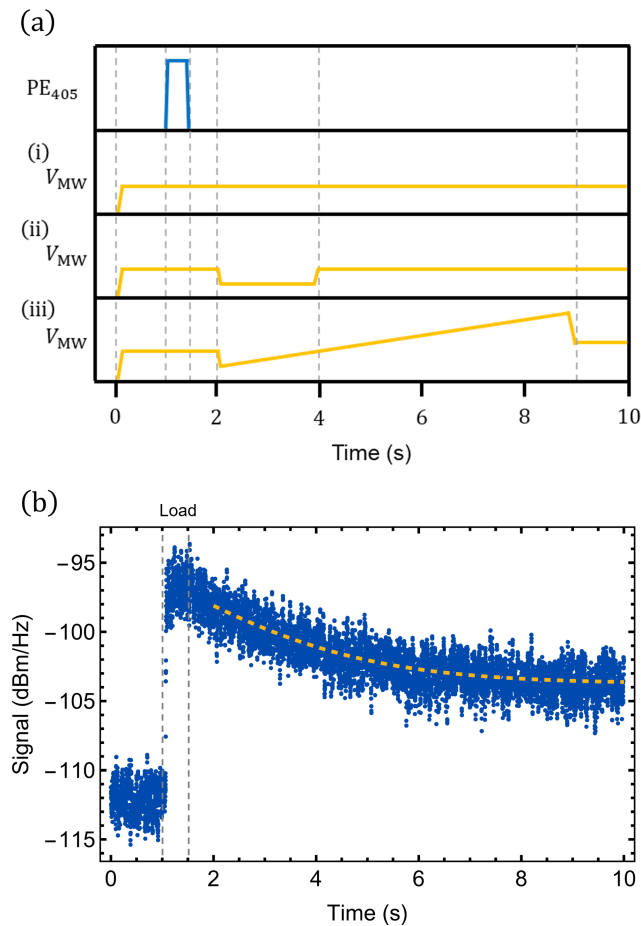 (a)
PE405
(i)
VMW
(ii)
VMW
(iii)
VMW
0 2 4 6 8 10
Time (s)
(b)
Load
Signal (dBm/Hz)
−95
−100
−105
−110
−115
0 2 4 6 8 10
Time (s)